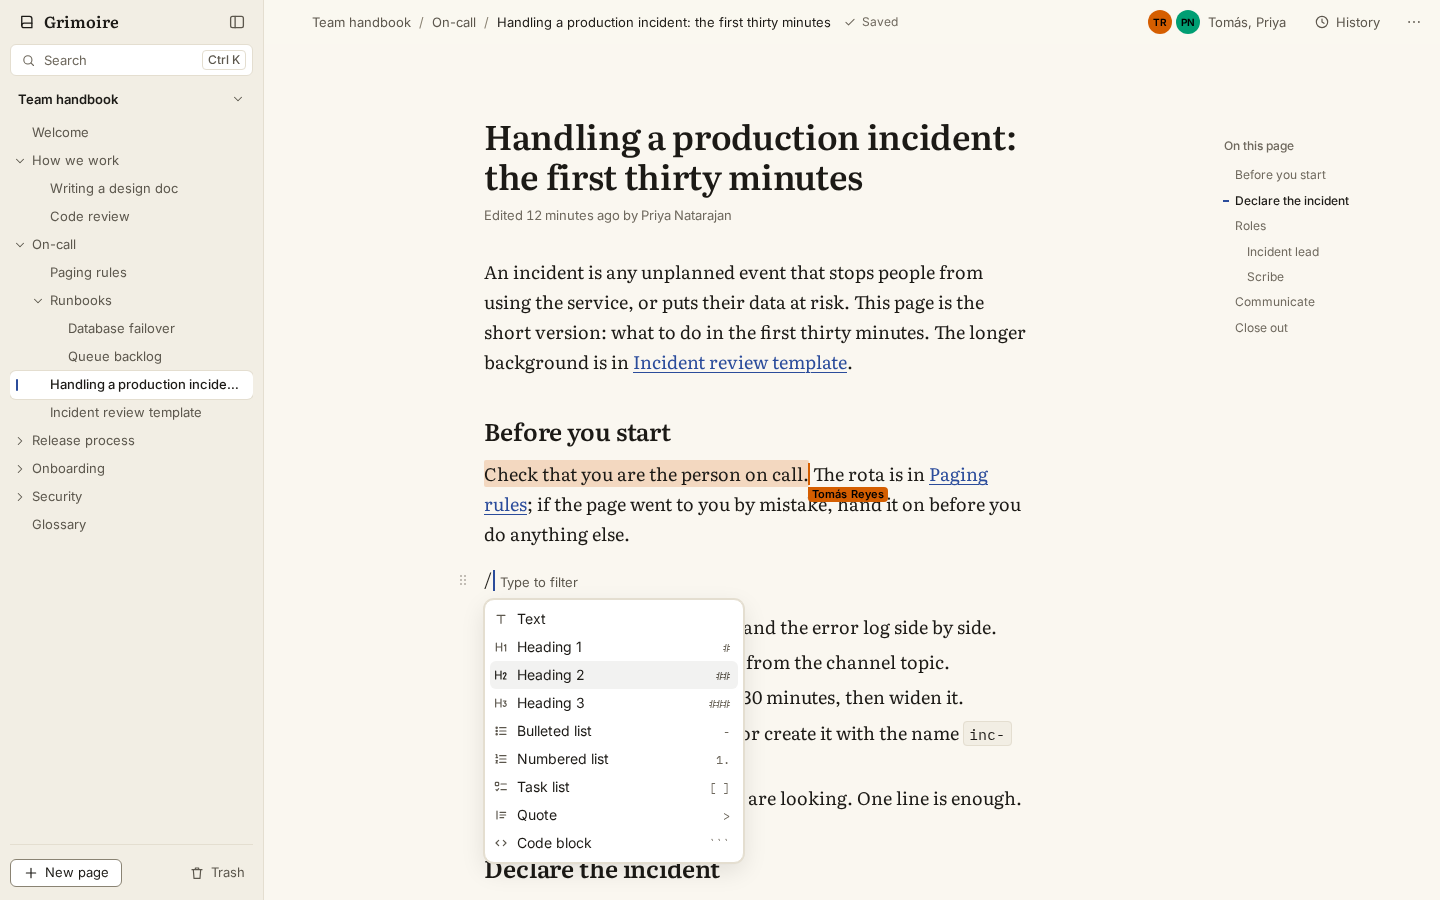 Grimoire
Search
Ctrl K
Team handbook
Welcome
How we work
Writing a design doc
Code review
On-call
Paging rules
Runbooks
Database failover
Queue backlog
Handling a production incide...
Incident review template
Release process
Onboarding
Security
Glossary
New page
Trash
Team handbook / On-call / Handling a production incident: the first thirty minutes
Saved
TR PN Tomás, Priya
History
Handling a production incident:
the first thirty minutes
Edited 12 minutes ago by Priya Natarajan
An incident is any unplanned event that stops people from
using the service, or puts their data at risk. This page is the
short version: what to do in the first thirty minutes. The longer
background is in Incident review template.
Before you start
Check that you are the person on call. The rota is in Paging
Tomás Reyes
rules; if the page went to you by mistake, hand it on before you
do anything else.
/ Type to filter
Text
Heading 1 #
Heading 2 ##
Heading 3 ###
Bulleted list -
Numbered list 1.
Task list [ ]
Quote >
Code block ```
and the error log side by side.
from the channel topic.
30 minutes, then widen it.
or create it with the name inc-
are looking. One line is enough.
Declare the incident
On this page
Before you start
Declare the incident
Roles
Incident lead
Scribe
Communicate
Close out